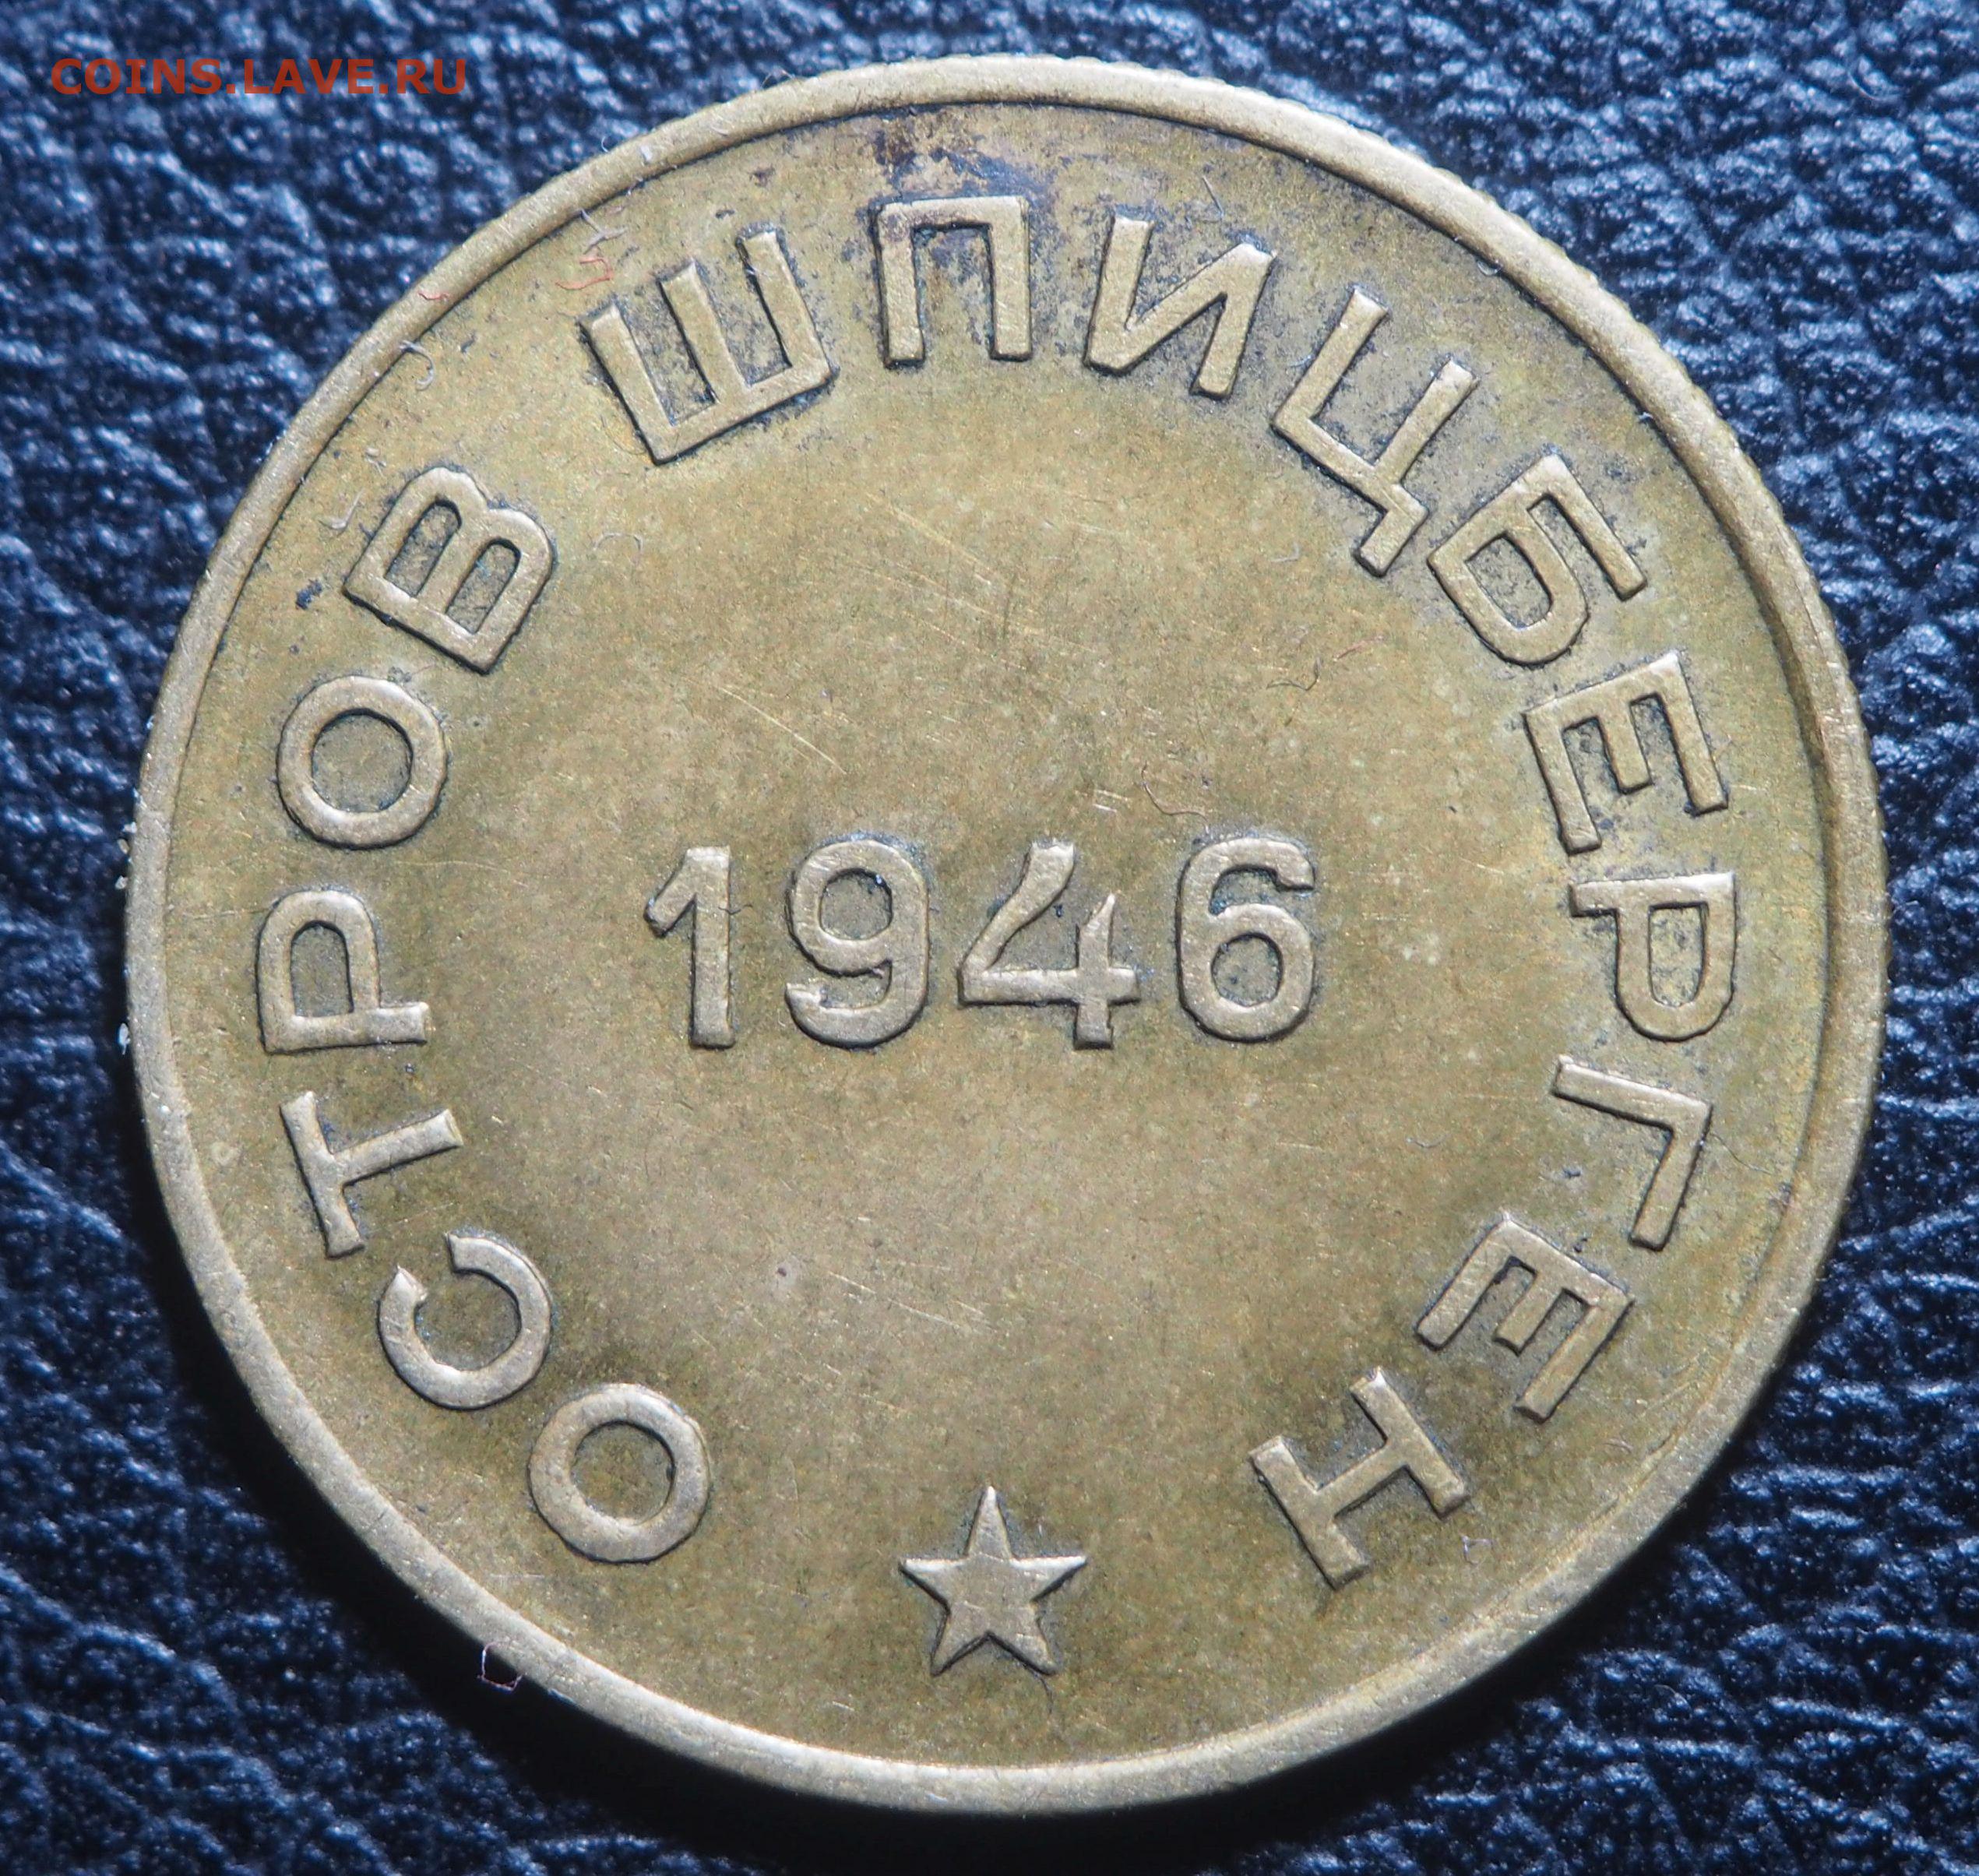 COINS.LAVE.RU
ОСТРОВ ШПИЦБЕРГЕН
1946